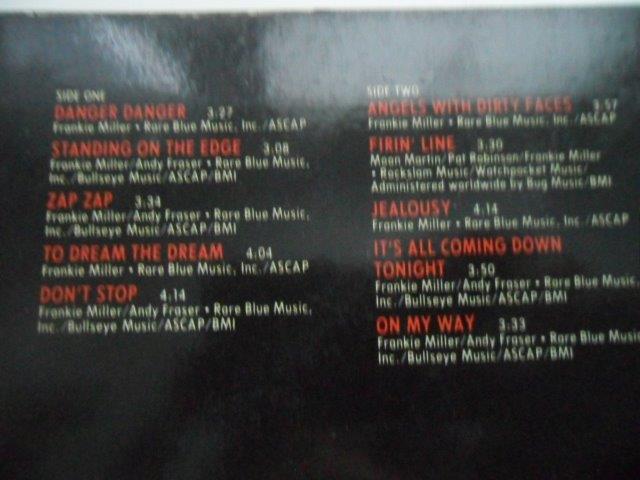 SIDE ONE
DANGER DANGER 3:27
Frankie Miller • Rare Blue Music, Inc./ASCAP
STANDING ON THE EDGE 3:08
Frankie Miller/Andy Fraser • Rare Blue Music,
Inc./Bullseye Music/ASCAP/BMI
ZAP ZAP 3:34
Frankie Miller/Andy Fraser • Rare Blue Music,
Inc./Bullseye Music/ASCAP/BMI
TO DREAM THE DREAM 4:04
Frankie Miller • Rare Blue Music, Inc./ASCAP
DON'T STOP 4:14
Frankie Miller/Andy Fraser • Rare Blue Music,
Inc./Bullseye Music/ASCAP/BMI
SIDE TWO
ANGELS WITH DIRTY FACES 3:57
Frankie Miller • Rare Blue Music, Inc./ASCAP
FIRIN' LINE 3:30
Moon Martin/Pat Robinson/Frankie Miller
• Rockslam Music/Watchpocket Music/
Administered worldwide by Bug Music/BMI
JEALOUSY 4:14
Frankie Miller • Rare Blue Music, Inc./ASCAP
IT'S ALL COMING DOWN
TONIGHT 3:50
Frankie Miller/Andy Fraser • Rare Blue Music,
Inc./Bullseye Music/ASCAP/BMI
ON MY WAY 3:33
Frankie Miller/Andy Fraser • Rare Blue Music,
Inc./Bullseye Music/ASCAP/BMI